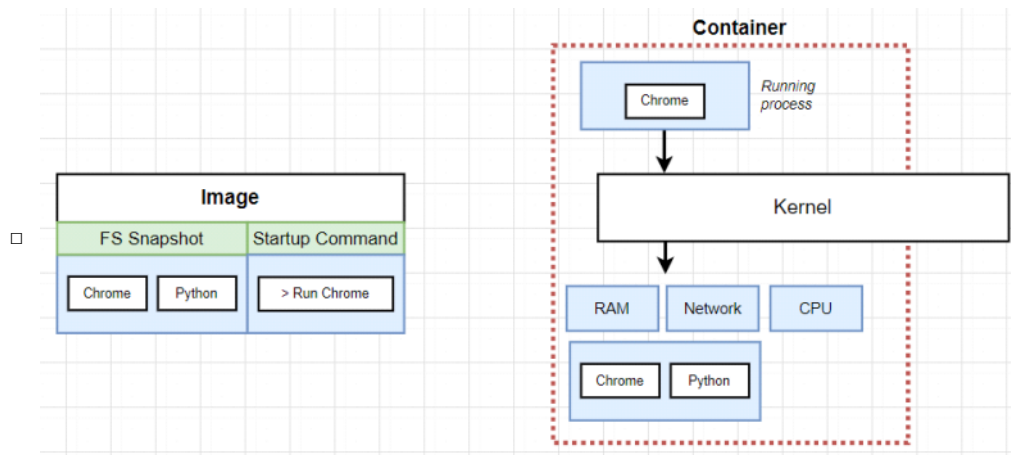 Container
Chrome
Running
process
Kernel
Image
FS Snapshot
Startup Command
Chrome
Python
> Run Chrome
RAM
Network
CPU
Chrome
Python